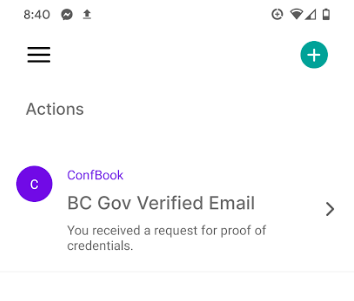 8:40
Actions
C
ConfBook
BC Gov Verified Email
You received a request for proof of
credentials.